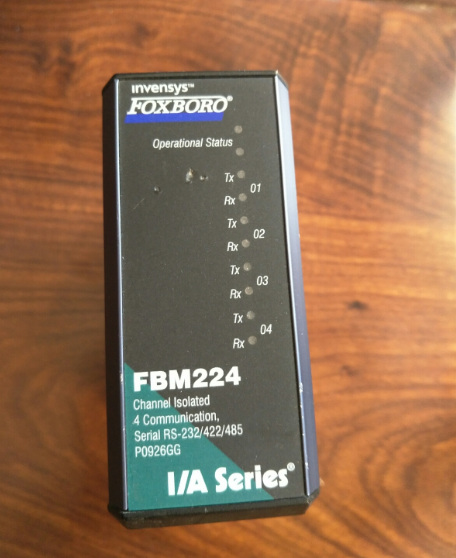 invensys™
FOXBORO®
Operational Status
Tx
01
Rx
Tx
02
Rx
Tx
03
Rx
Tx
04
Rx
FBM224
Channel Isolated
4 Communication,
Serial RS-232/422/485
P0926GG
I/A Series®